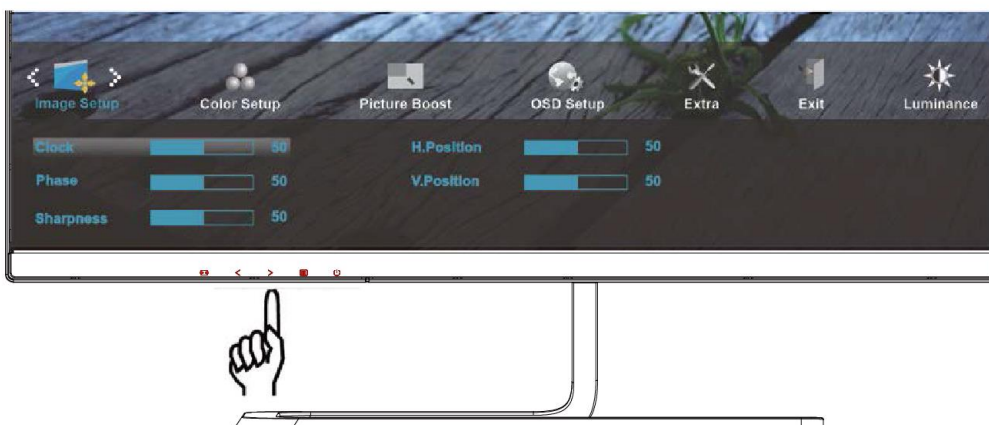 Image Setup Color Setup Picture Boost OSD Setup Extra Exit Luminance
Clock 50 H.Position 50
Phase 50 V.Position 50
Sharpness 50